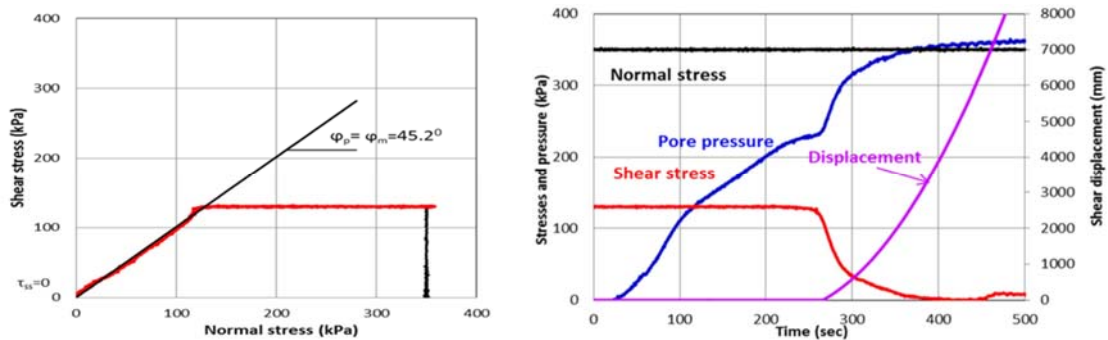 400
300
200
100
0
Shear stress (kPa)
φp= φm=45.2⁰
τss=0
0
100
200
300
400
Normal stress (kPa)
400
300
200
100
0
Stresses and pressure (kPa)
Normal stress
Pore pressure
Shear stress
Displacement
8000
7000
6000
5000
4000
3000
2000
1000
0
Shear displacement (mm)
0
100
200
300
400
500
Time (sec)